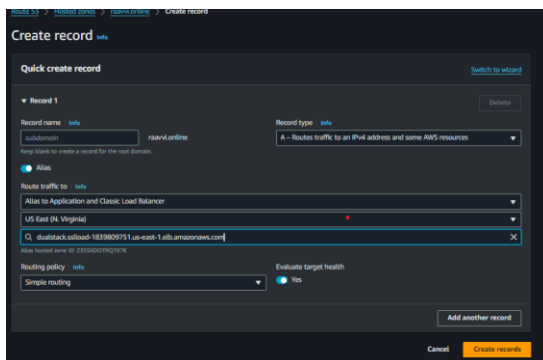 Route 53 > Hosted zones > raavvi.online > Create record
Create record Info
Quick create record
Switch to wizard
Record 1
Delete
Record name Info
Record type Info
subdomain
raavvi.online
A – Routes traffic to an IPv4 address and some AWS resources
Keep blank to create a record for the root domain.
Alias
Route traffic to Info
Alias to Application and Classic Load Balancer
US East (N. Virginia)
dualstack.sslload-1839809751.us-east-1.elb.amazonaws.com
Alias hosted zone ID: Z35SXDOTRQ7X7K
Routing policy Info
Evaluate target health
Simple routing
Yes
Add another record
Cancel
Create records